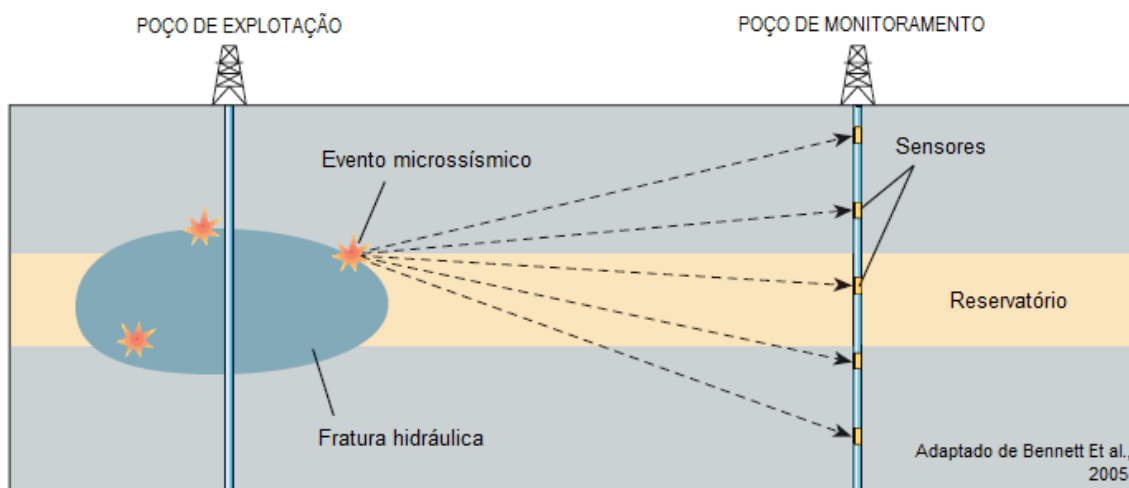 POÇO DE EXPLOTAÇÃO
POÇO DE MONITORAMENTO
Evento microssísmico
Sensores
Reservatório
Fratura hidráulica
Adaptado de Bennett Et al.,
2005